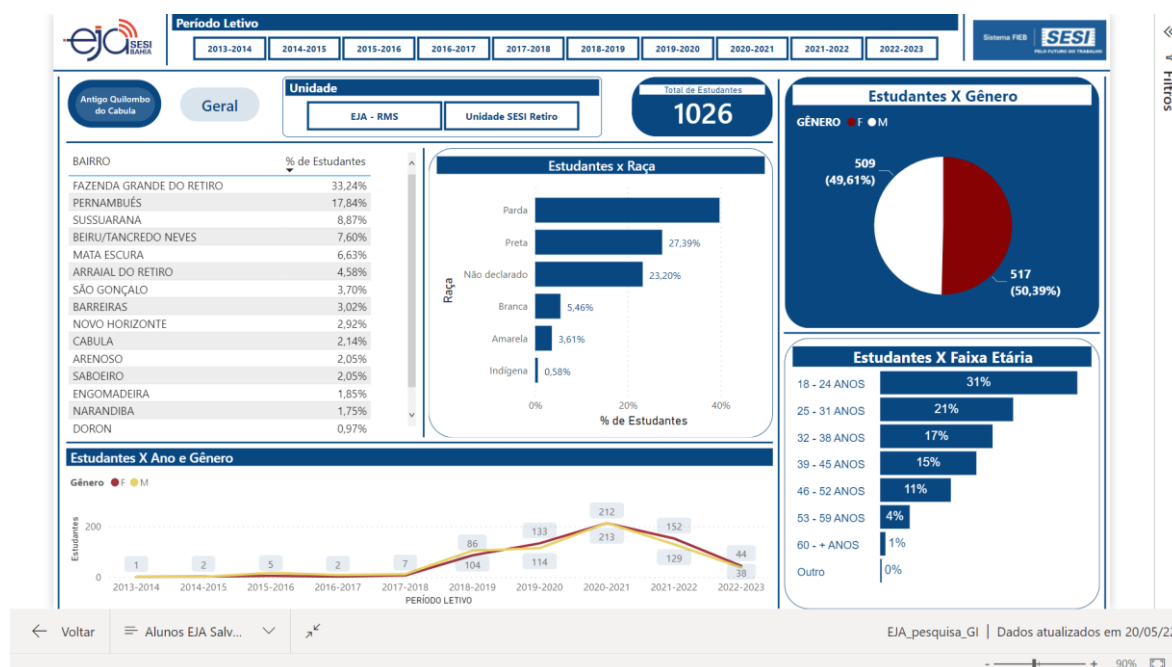 eja SESI BAHIA
Período Letivo
2013-2014 2014-2015 2015-2016 2016-2017 2017-2018 2018-2019 2019-2020 2020-2021 2021-2022 2022-2023
Sistema FIEB SESI
PELO FUTURO DO TRABALHO
Filtros
Antigo Quilombo do Cabula
Geral
Unidade
EJA - RMS Unidade SESI Retiro
Total de Estudantes
1026
BAIRRO % de Estudantes
FAZENDA GRANDE DO RETIRO 33,24%
PERNAMBUÉS 17,84%
SUSSUARANA 8,87%
BEIRU/TANCREDO NEVES 7,60%
MATA ESCURA 6,63%
ARRAIAL DO RETIRO 4,58%
SÃO GONÇALO 3,70%
BARREIRAS 3,02%
NOVO HORIZONTE 2,92%
CABULA 2,14%
ARENOSO 2,05%
SABOEIRO 2,05%
ENGOMADEIRA 1,85%
NARANDIBA 1,75%
DORON 0,97%
Estudantes x Raça
Raça
Parda
Preta 27,39%
Não declarado 23,20%
Branca 5,46%
Amarela 3,61%
Indígena 0,58%
0% 20% 40%
% de Estudantes
Estudantes X Gênero
GÊNERO F M
509
(49,61%)
517
(50,39%)
Estudantes X Faixa Etária
18 - 24 ANOS 31%
25 - 31 ANOS 21%
32 - 38 ANOS 17%
39 - 45 ANOS 15%
46 - 52 ANOS 11%
53 - 59 ANOS 4%
60 - + ANOS 1%
Outro 0%
Estudantes X Ano e Gênero
Gênero F M
Estudantes
200
0
1 2 5 2 7 86 133 212 152 44
104 114 213 129 38
2013-2014 2014-2015 2015-2016 2016-2017 2017-2018 2018-2019 2019-2020 2020-2021 2021-2022 2022-2023
PERÍODO LETIVO
Voltar Alunos EJA Salv... EJA_pesquisa_GI | Dados atualizados em 20/05/22
- + 90%